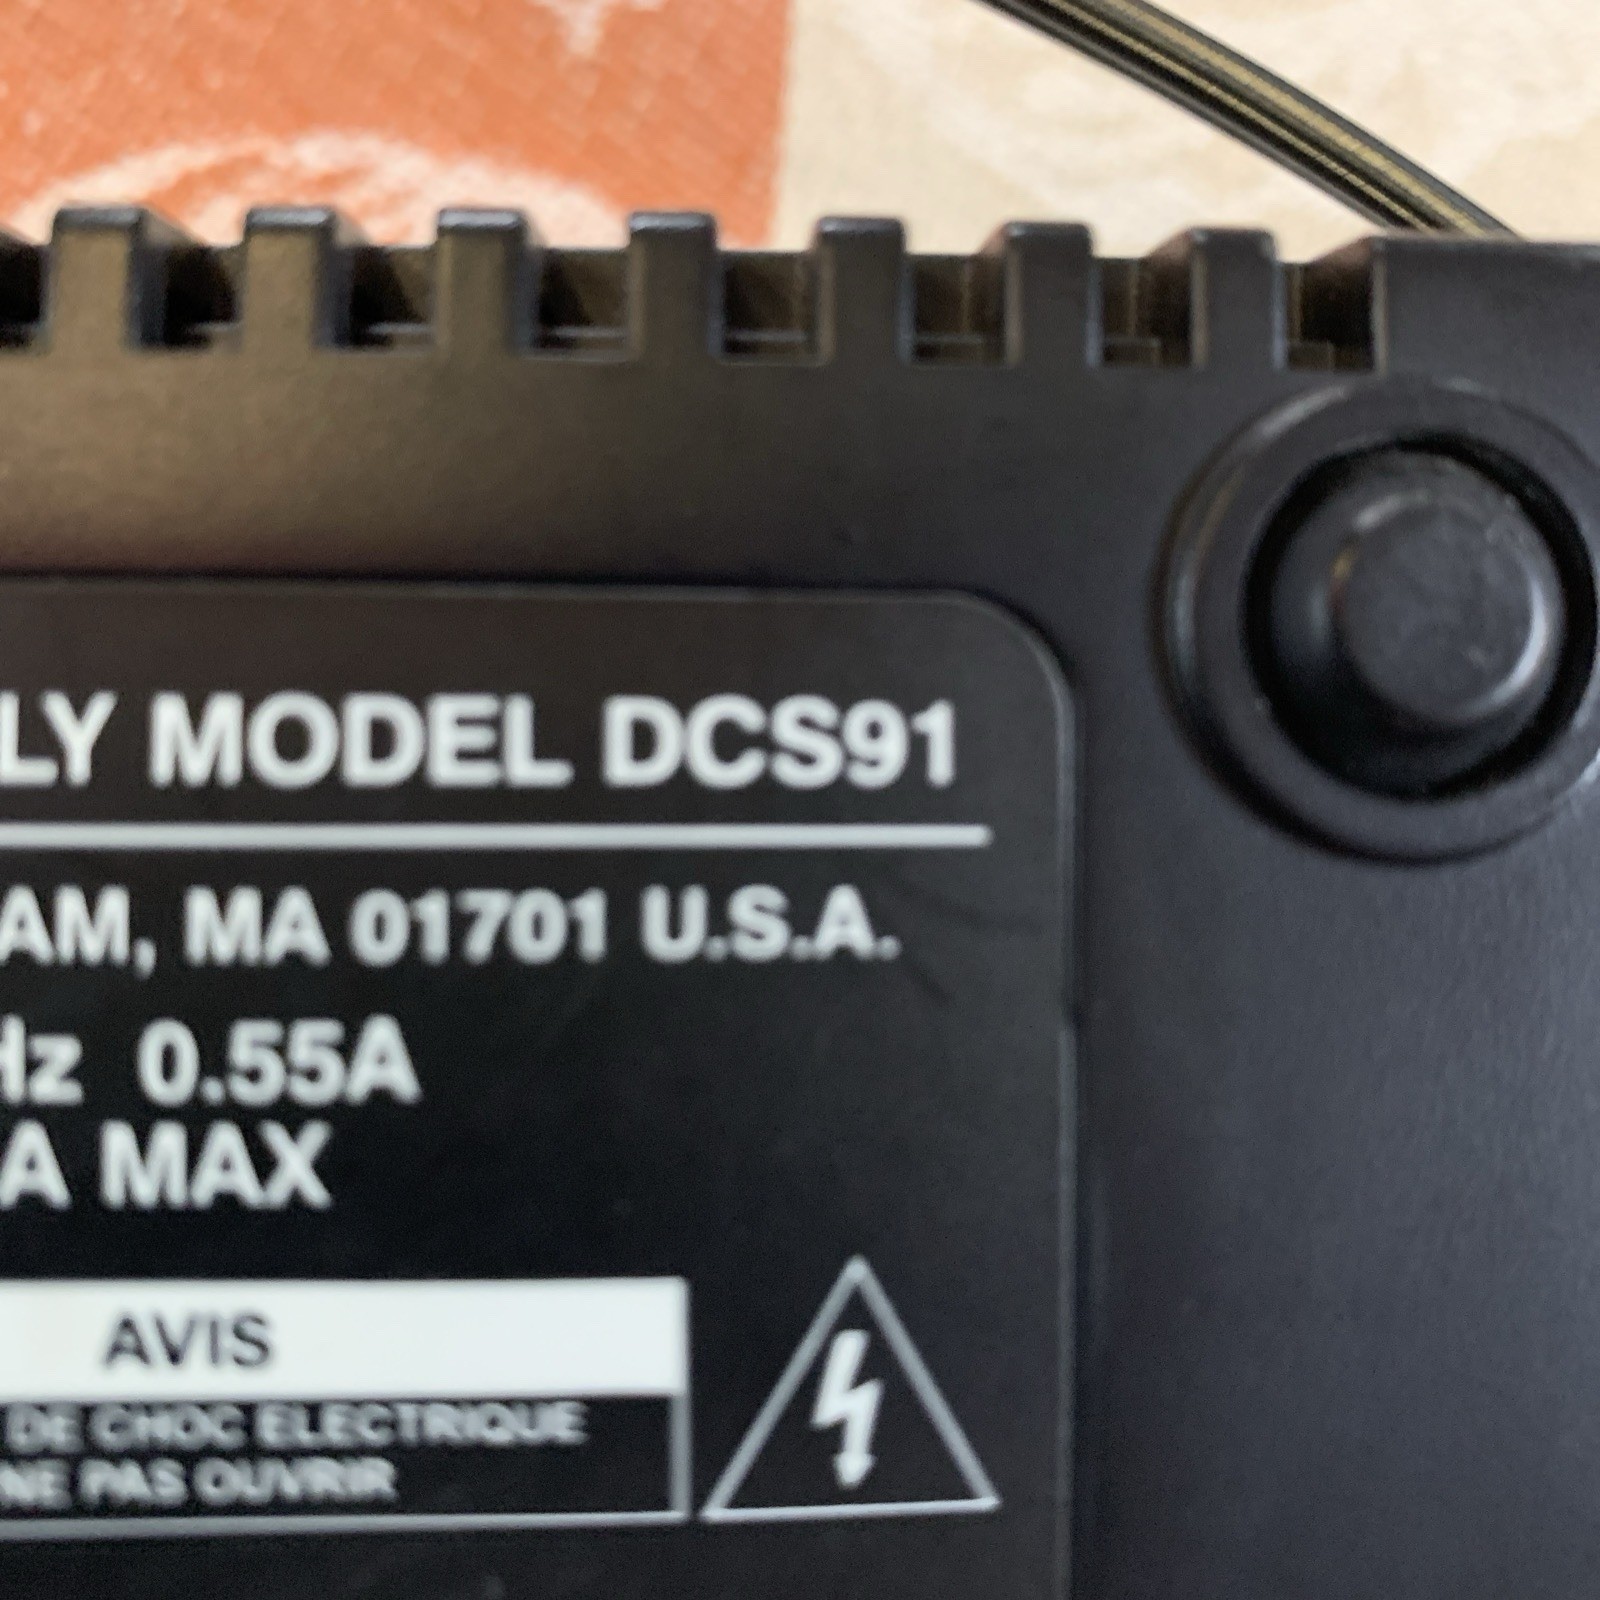 LY MODEL DCS91
AM, MA 01701 U.S.A.
Hz 0.55A
A MAX
AVIS
DE CHOC ELECTRIQUE
NE PAS OUVRIR